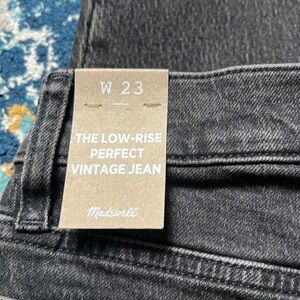 W 23
THE LOW-RISE
PERFECT
VINTAGE JEAN
Madewell